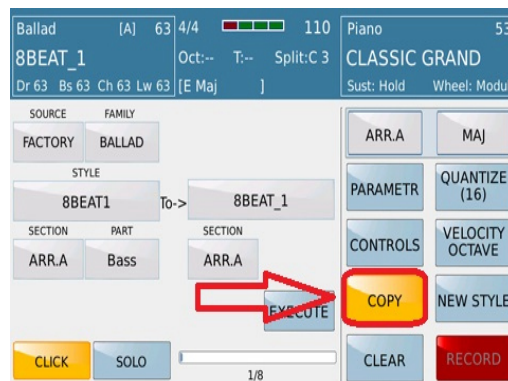 Ballad [A] 63
8BEAT_1
Dr 63 Bs 63 Ch 63 Lw 63
4/4 110
Oct:-- T:-- Split:C 3
[E Maj ]
Piano 53
CLASSIC GRAND
Sust: Hold Wheel: Modul
SOURCE FAMILY
FACTORY BALLAD
STYLE
8BEAT1 To-> 8BEAT_1
SECTION PART SECTION
ARR.A Bass ARR.A
EXECUTE
CLICK SOLO
1/8
ARR.A MAJ
PARAMETR QUANTIZE
(16)
CONTROLS VELOCITY
OCTAVE
COPY NEW STYLE
CLEAR RECORD